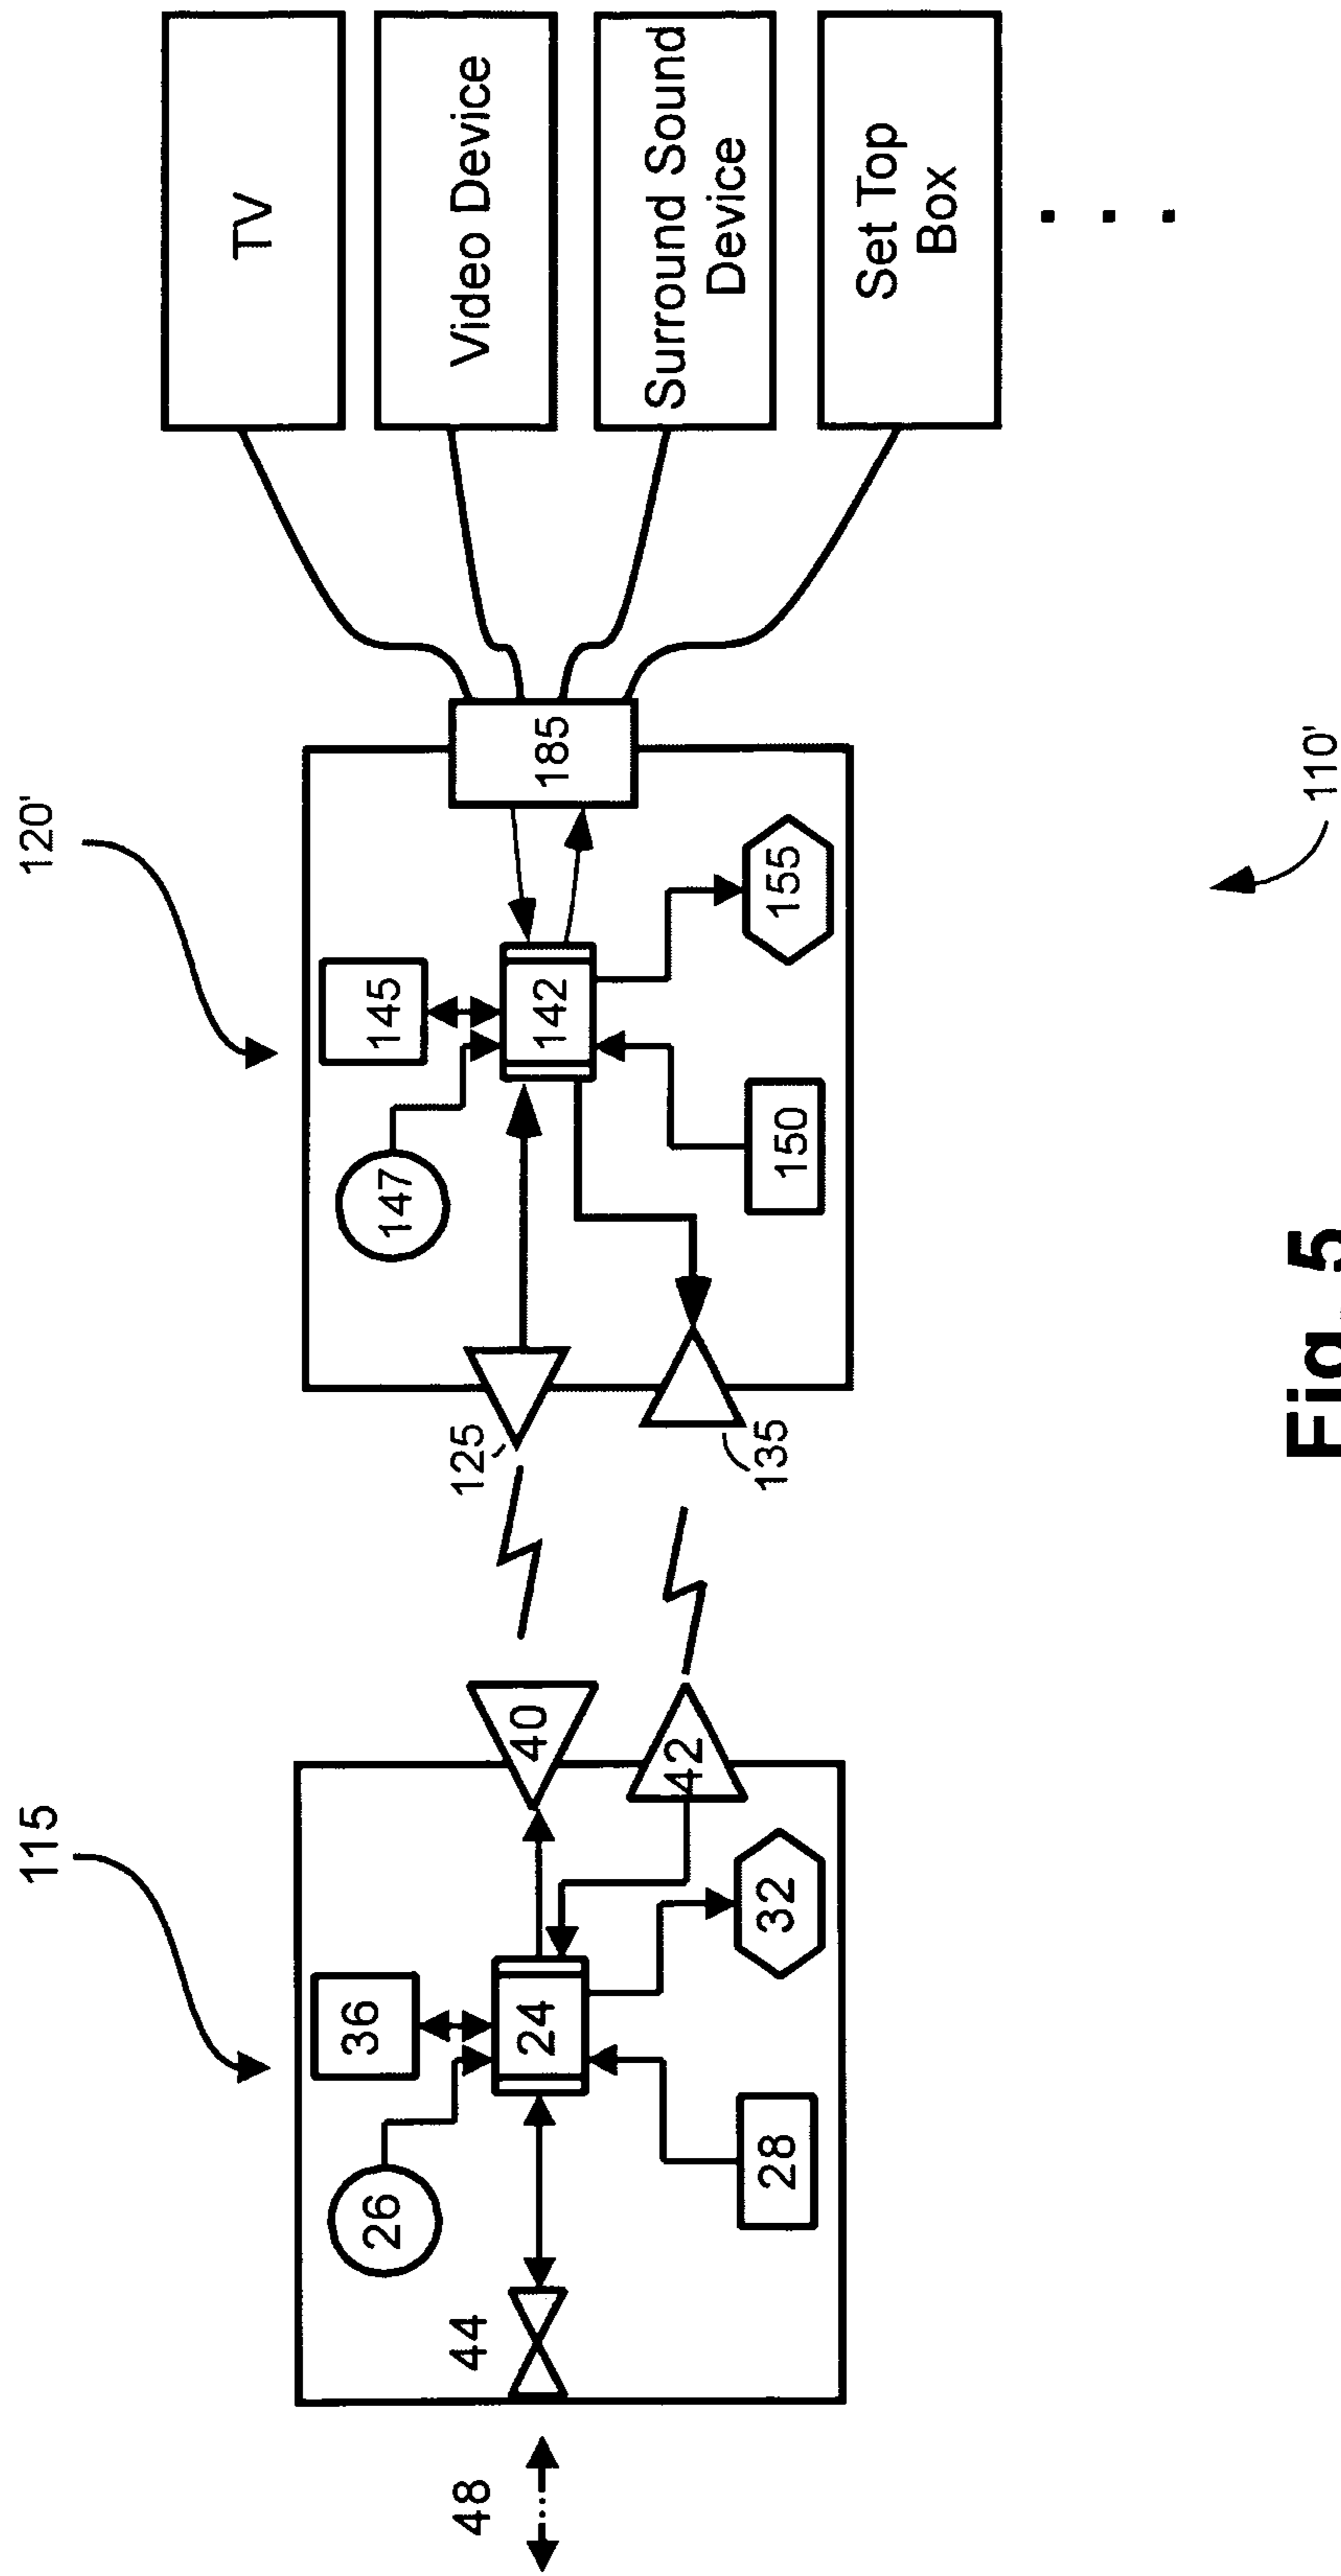 115
120'
TV
Video Device
Surround Sound
Device
Set Top
Box
48
44
26
36
24
28
32
40
42
125
135
147
145
142
150
155
185
110'
Fig. 5